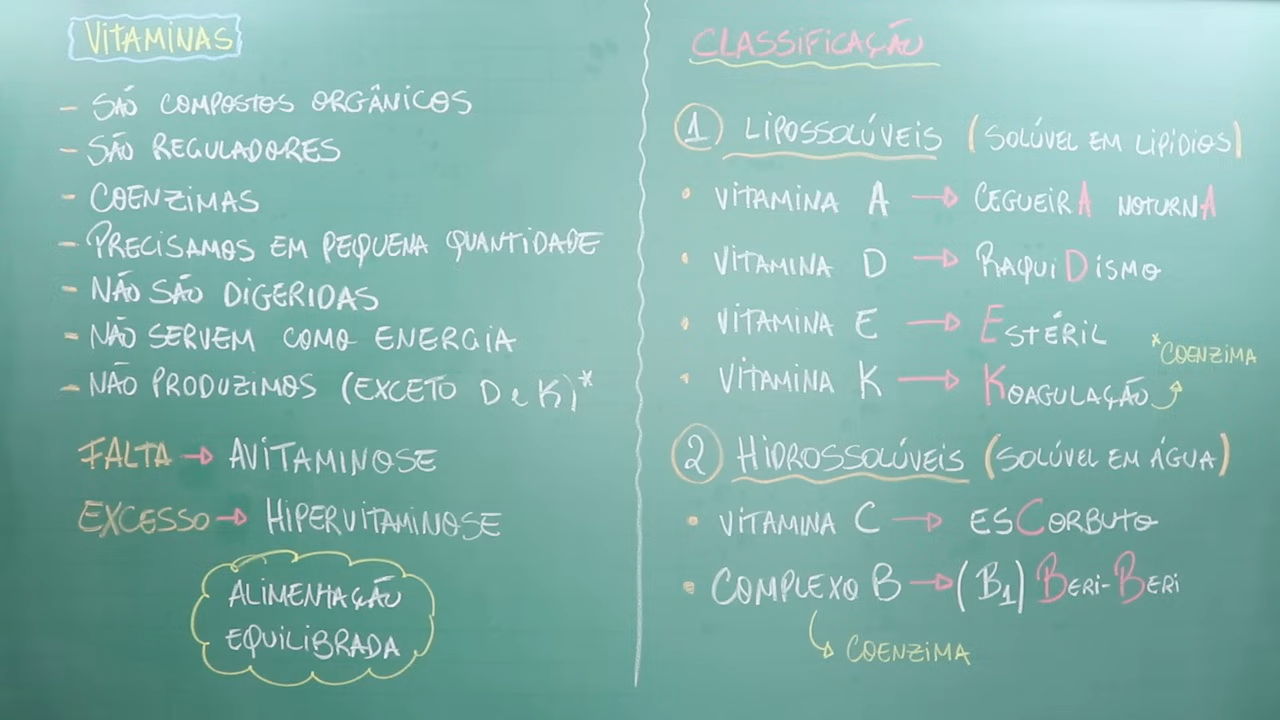 VITAMINAS
- SÃO COMPOSTOS ORGÂNICOS
- SÃO REGULADORES
- COENZIMAS
- PRECISAMOS EM PEQUENA QUANTIDADE
- NÃO SÃO DIGERIDAS
- NÃO SERVEM COMO ENERGIA
- NÃO PRODUZIMOS (EXCETO D e K)*
FALTA → AVITAMINOSE
EXCESSO → HIPERVITAMINOSE
ALIMENTAÇÃO
EQUILIBRADA
CLASSIFICAÇÃO
1 LIPOSSOLÚVEIS (SOLÚVEL EM LIPÍDIOS)
• VITAMINA A → CEGUEIRA NOTURNA
• VITAMINA D → RAQUIDISMO
• VITAMINA E → ESTÉRIL
• VITAMINA K → KOAGULAÇÃO
*COENZIMA
2 HIDROSSOLÚVEIS (SOLÚVEL EM ÁGUA)
• VITAMINA C → ESCORBUTO
• COMPLEXO B → (B1) BERI-BERI
COENZIMA